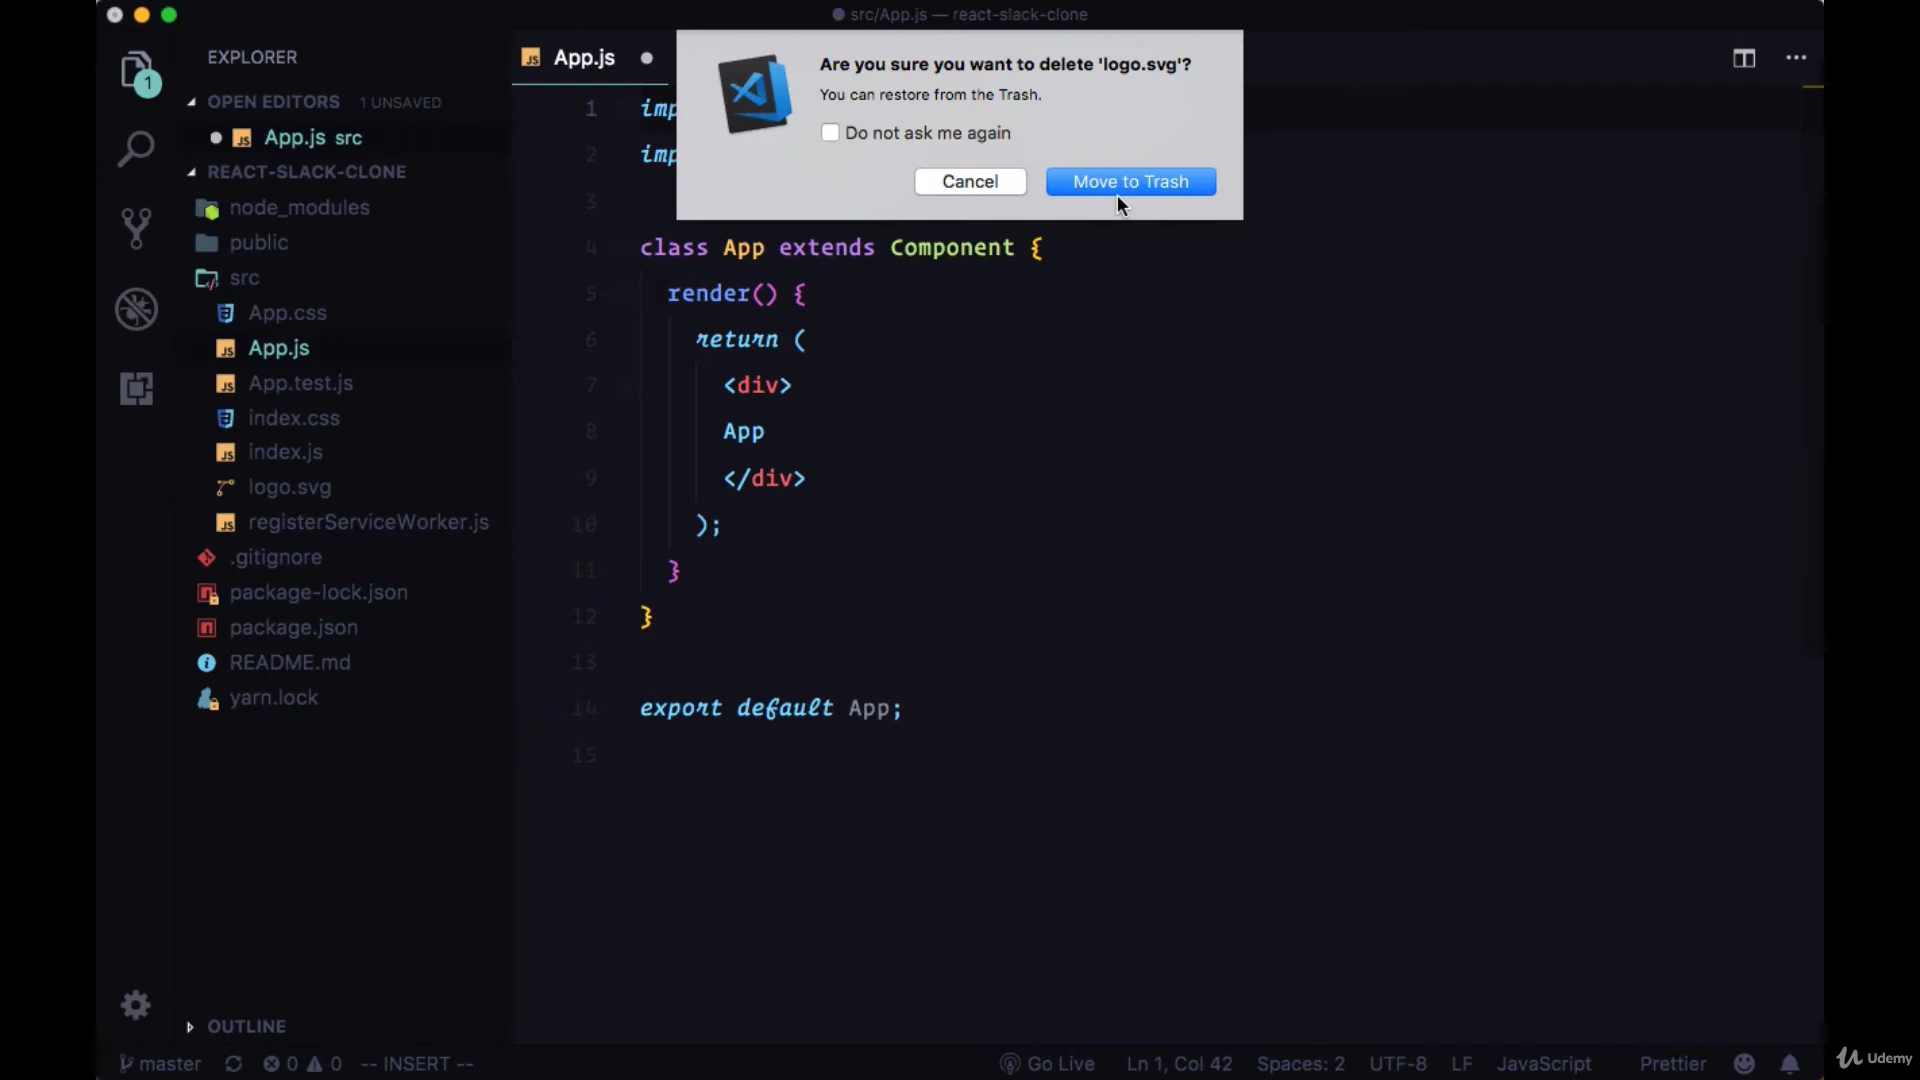 src/App.js — react-slack-clone
EXPLORER
1
OPEN EDITORS 1 UNSAVED
App.js src
REACT-SLACK-CLONE
node_modules
public
src
App.css
App.js
App.test.js
index.css
index.js
logo.svg
registerServiceWorker.js
.gitignore
package-lock.json
package.json
README.md
yarn.lock
OUTLINE
App.js
Are you sure you want to delete 'logo.svg'?
You can restore from the Trash.
Do not ask me again
Cancel Move to Trash
1 imp
2 imp
3
4 class App extends Component {
5 render() {
6 return (
7 <div>
8 App
9 </div>
10 );
11 }
12 }
13
14 export default App;
15
master 0 0 -- INSERT -- Go Live Ln 1, Col 42 Spaces: 2 UTF-8 LF JavaScript Prettier
Udemy